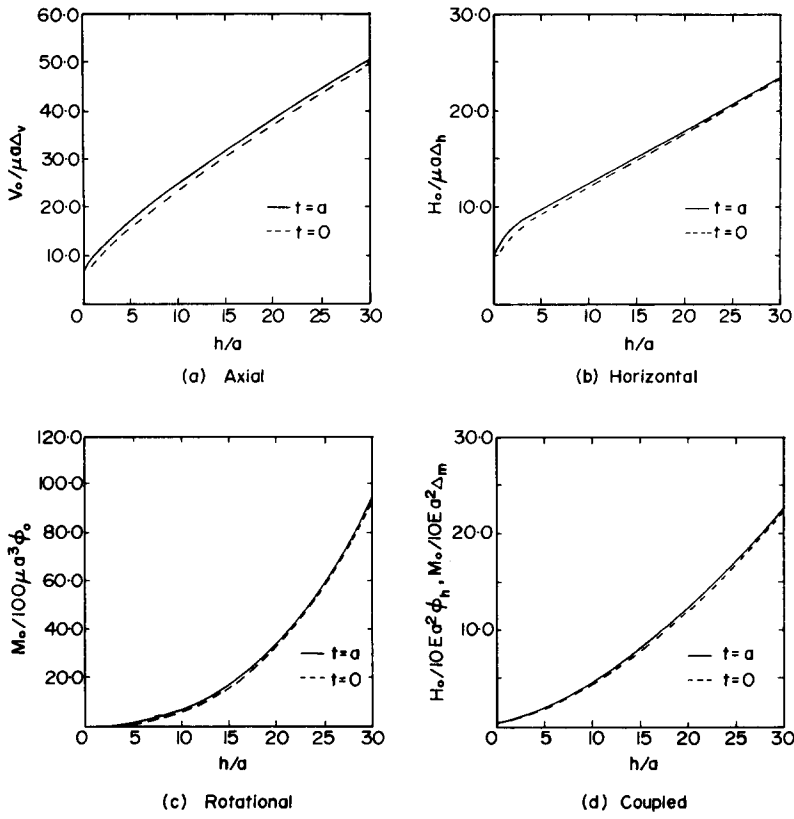 60·0
50·0
40·0
30·0
20·0
10·0
V₀/μaΔᵥ
t=a
t=0
0 5 10 15 20 25 30
h/a
(a) Axial
30·0
20·0
10·0
H₀/μaΔₕ
t=a
t=0
0 5 10 15 20 25 30
h/a
(b) Horizontal
120·0
100·0
80·0
60·0
40·0
20·0
M₀/100μa³ϕ₀
t=a
t=0
0 5 10 15 20 25 30
h/a
(c) Rotational
30·0
20·0
10·0
H₀/10Ea²ϕₕ, M₀/10Ea²Δₘ
t=a
t=0
0 5 10 15 20 25 30
h/a
(d) Coupled